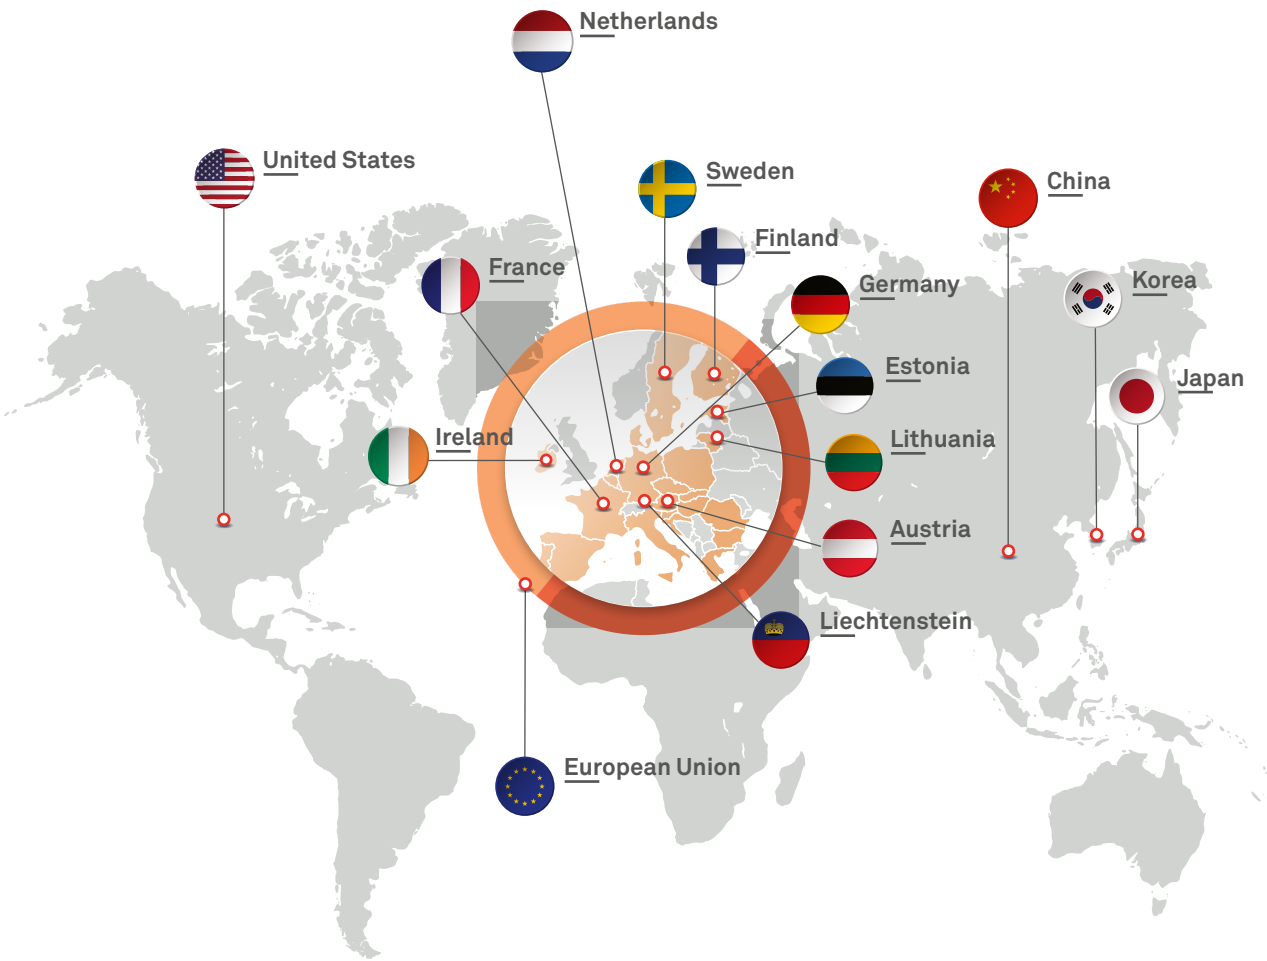 Netherlands
United States
Sweden
China
Finland
France
Germany
Korea
Estonia
Japan
Ireland
Lithuania
Austria
Liechtenstein
European Union